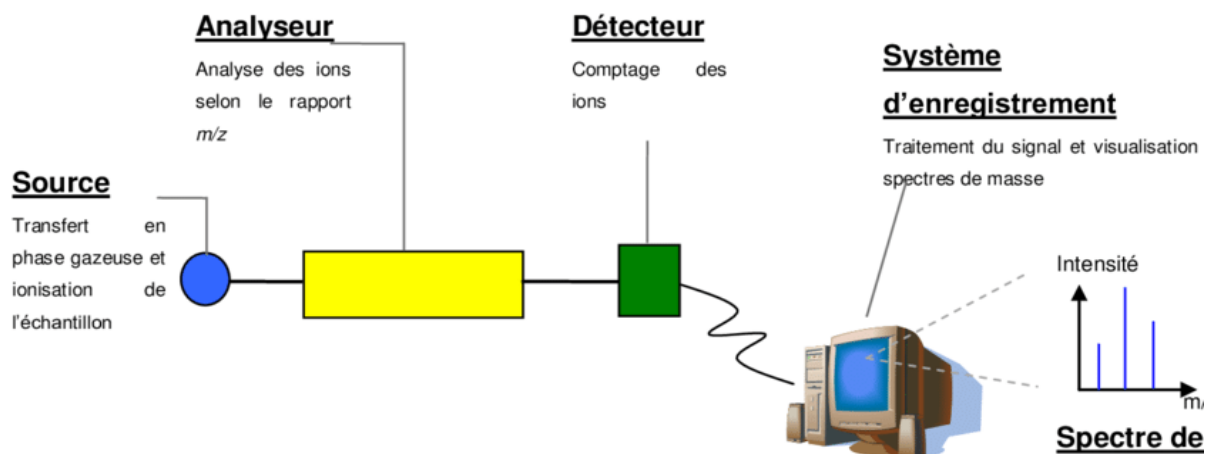 Analyseur
Analyse des ions
selon le rapport
m/z
Détecteur
Comptage des
ions
Système
d'enregistrement
Traitement du signal et visualisation
spectres de masse
Source
Transfert en
phase gazeuse et
ionisation de
l'échantillon
Intensité
m/
Spectre de